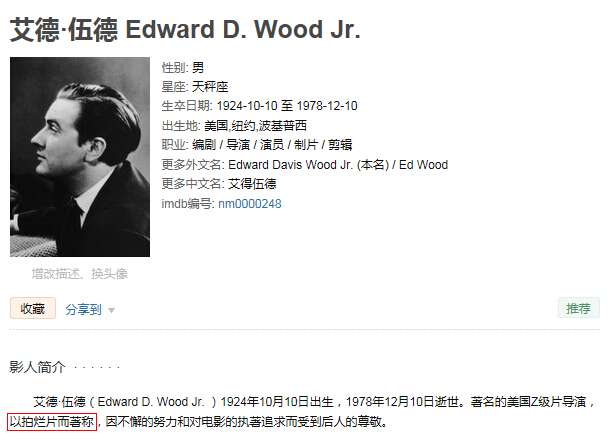 艾德·伍德 Edward D. Wood Jr.
性别: 男
星座: 天秤座
生卒日期: 1924-10-10 至 1978-12-10
出生地: 美国,纽约,波基普西
职业: 编剧 / 导演 / 演员 / 制片 / 剪辑
更多外文名: Edward Davis Wood Jr. (本名) / Ed Wood
更多中文名: 艾得伍德
imdb编号: nm0000248
增改描述、换头像
收藏 分享到 推荐
影人简介 · · · · · ·
艾德·伍德（Edward D. Wood Jr. ）1924年10月10日出生，1978年12月10日逝世。著名的美国Z级片导演，
以拍烂片而著称，因不懈的努力和对电影的执著追求而受到后人的尊敬。